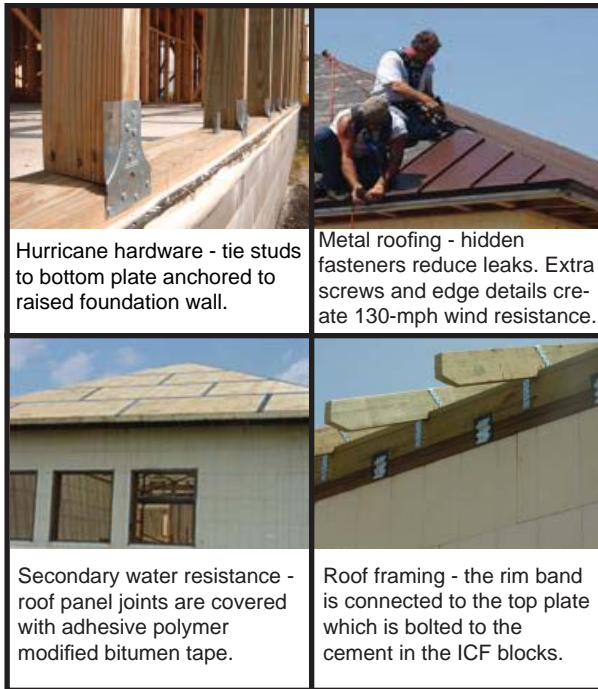 Hurricane hardware - tie studs
to bottom plate anchored to
raised foundation wall.
Metal roofing - hidden
fasteners reduce leaks. Extra
screws and edge details cre-
ate 130-mph wind resistance.
Secondary water resistance -
roof panel joints are covered
with adhesive polymer
modified bitumen tape.
Roof framing - the rim band
is connected to the top plate
which is bolted to the
cement in the ICF blocks.